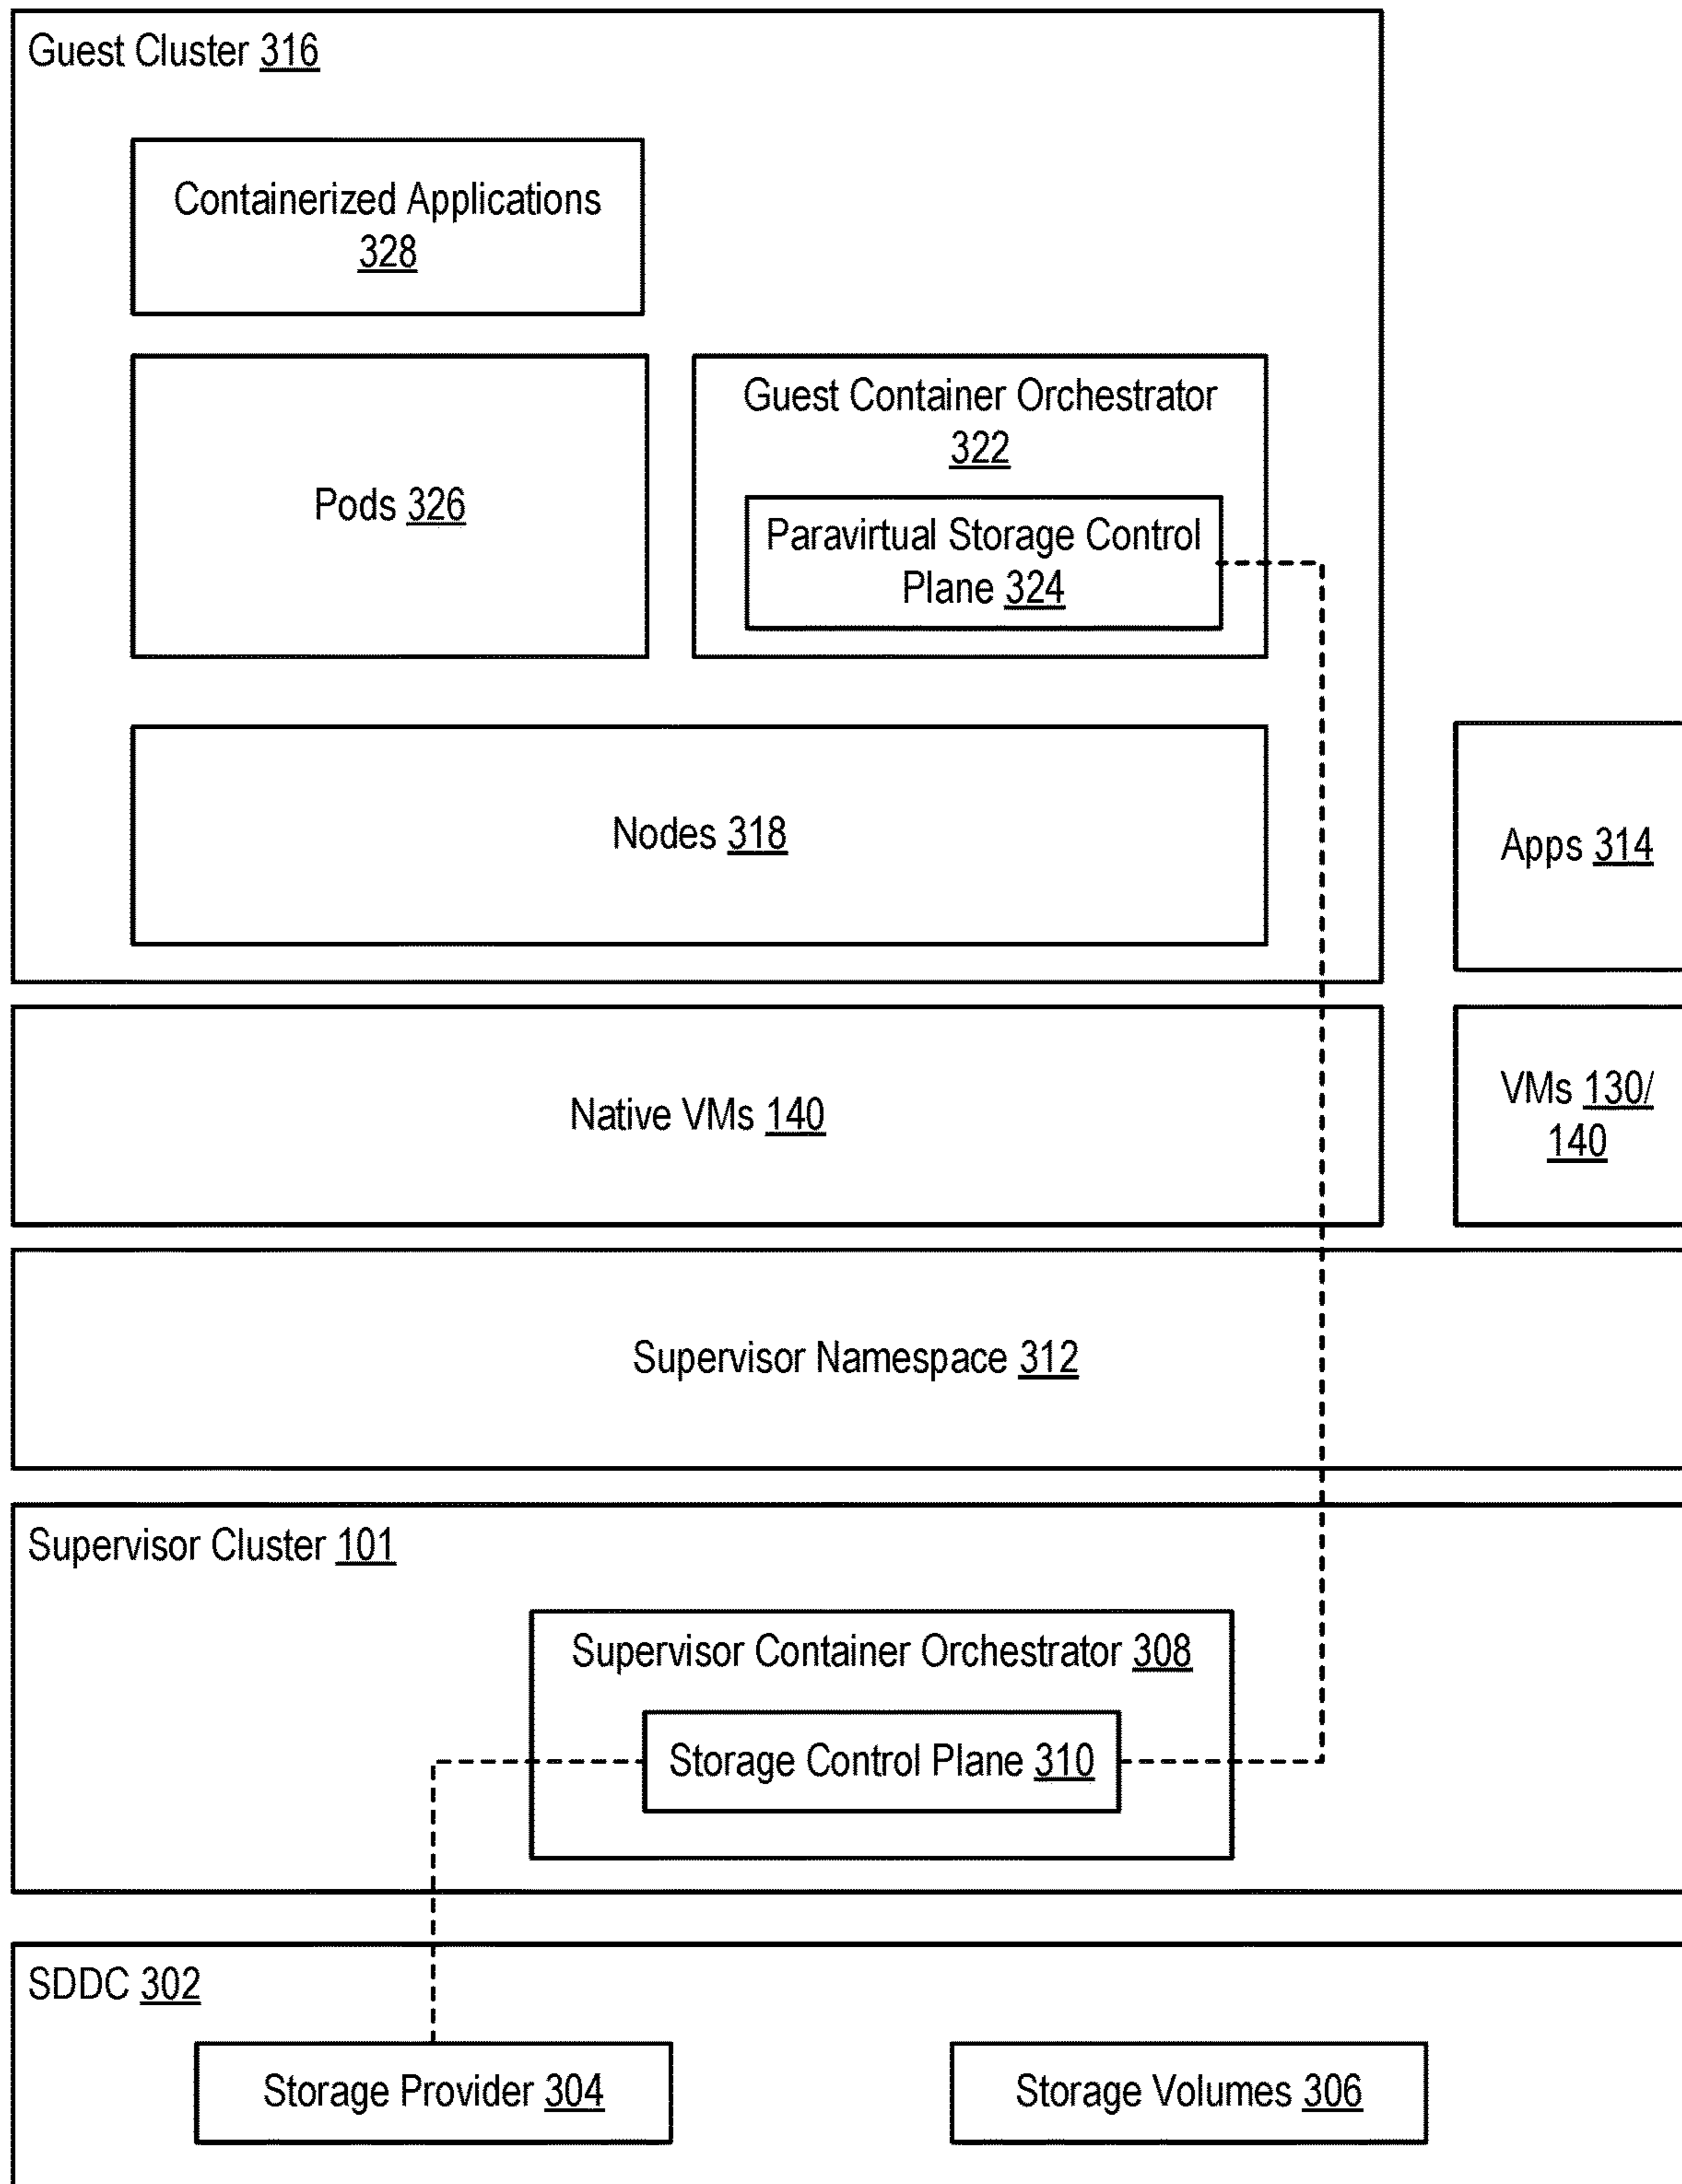 Guest Cluster 316
Containerized Applications
328
Guest Container Orchestrator
322
Pods 326
Paravirtual Storage Control
Plane 324
Nodes 318
Apps 314
Native VMs 140
VMs 130/
140
Supervisor Namespace 312
Supervisor Cluster 101
Supervisor Container Orchestrator 308
Storage Control Plane 310
SDDC 302
Storage Provider 304
Storage Volumes 306